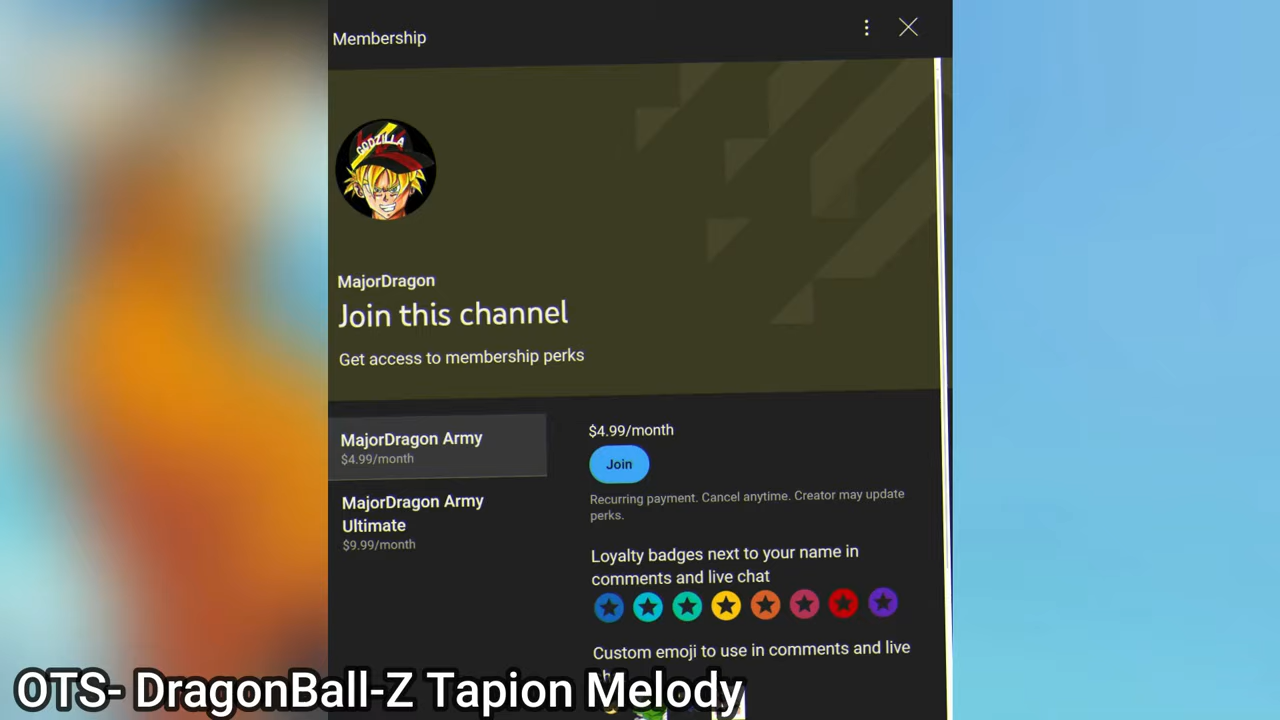 Membership
GODZILLA
MajorDragon
Join this channel
Get access to membership perks
MajorDragon Army
$4.99/month
MajorDragon Army
Ultimate
$9.99/month
$4.99/month
Join
Recurring payment. Cancel anytime. Creator may update
perks.
Loyalty badges next to your name in
comments and live chat
Custom emoji to use in comments and live
OTS- DragonBall-Z Tapion Melody